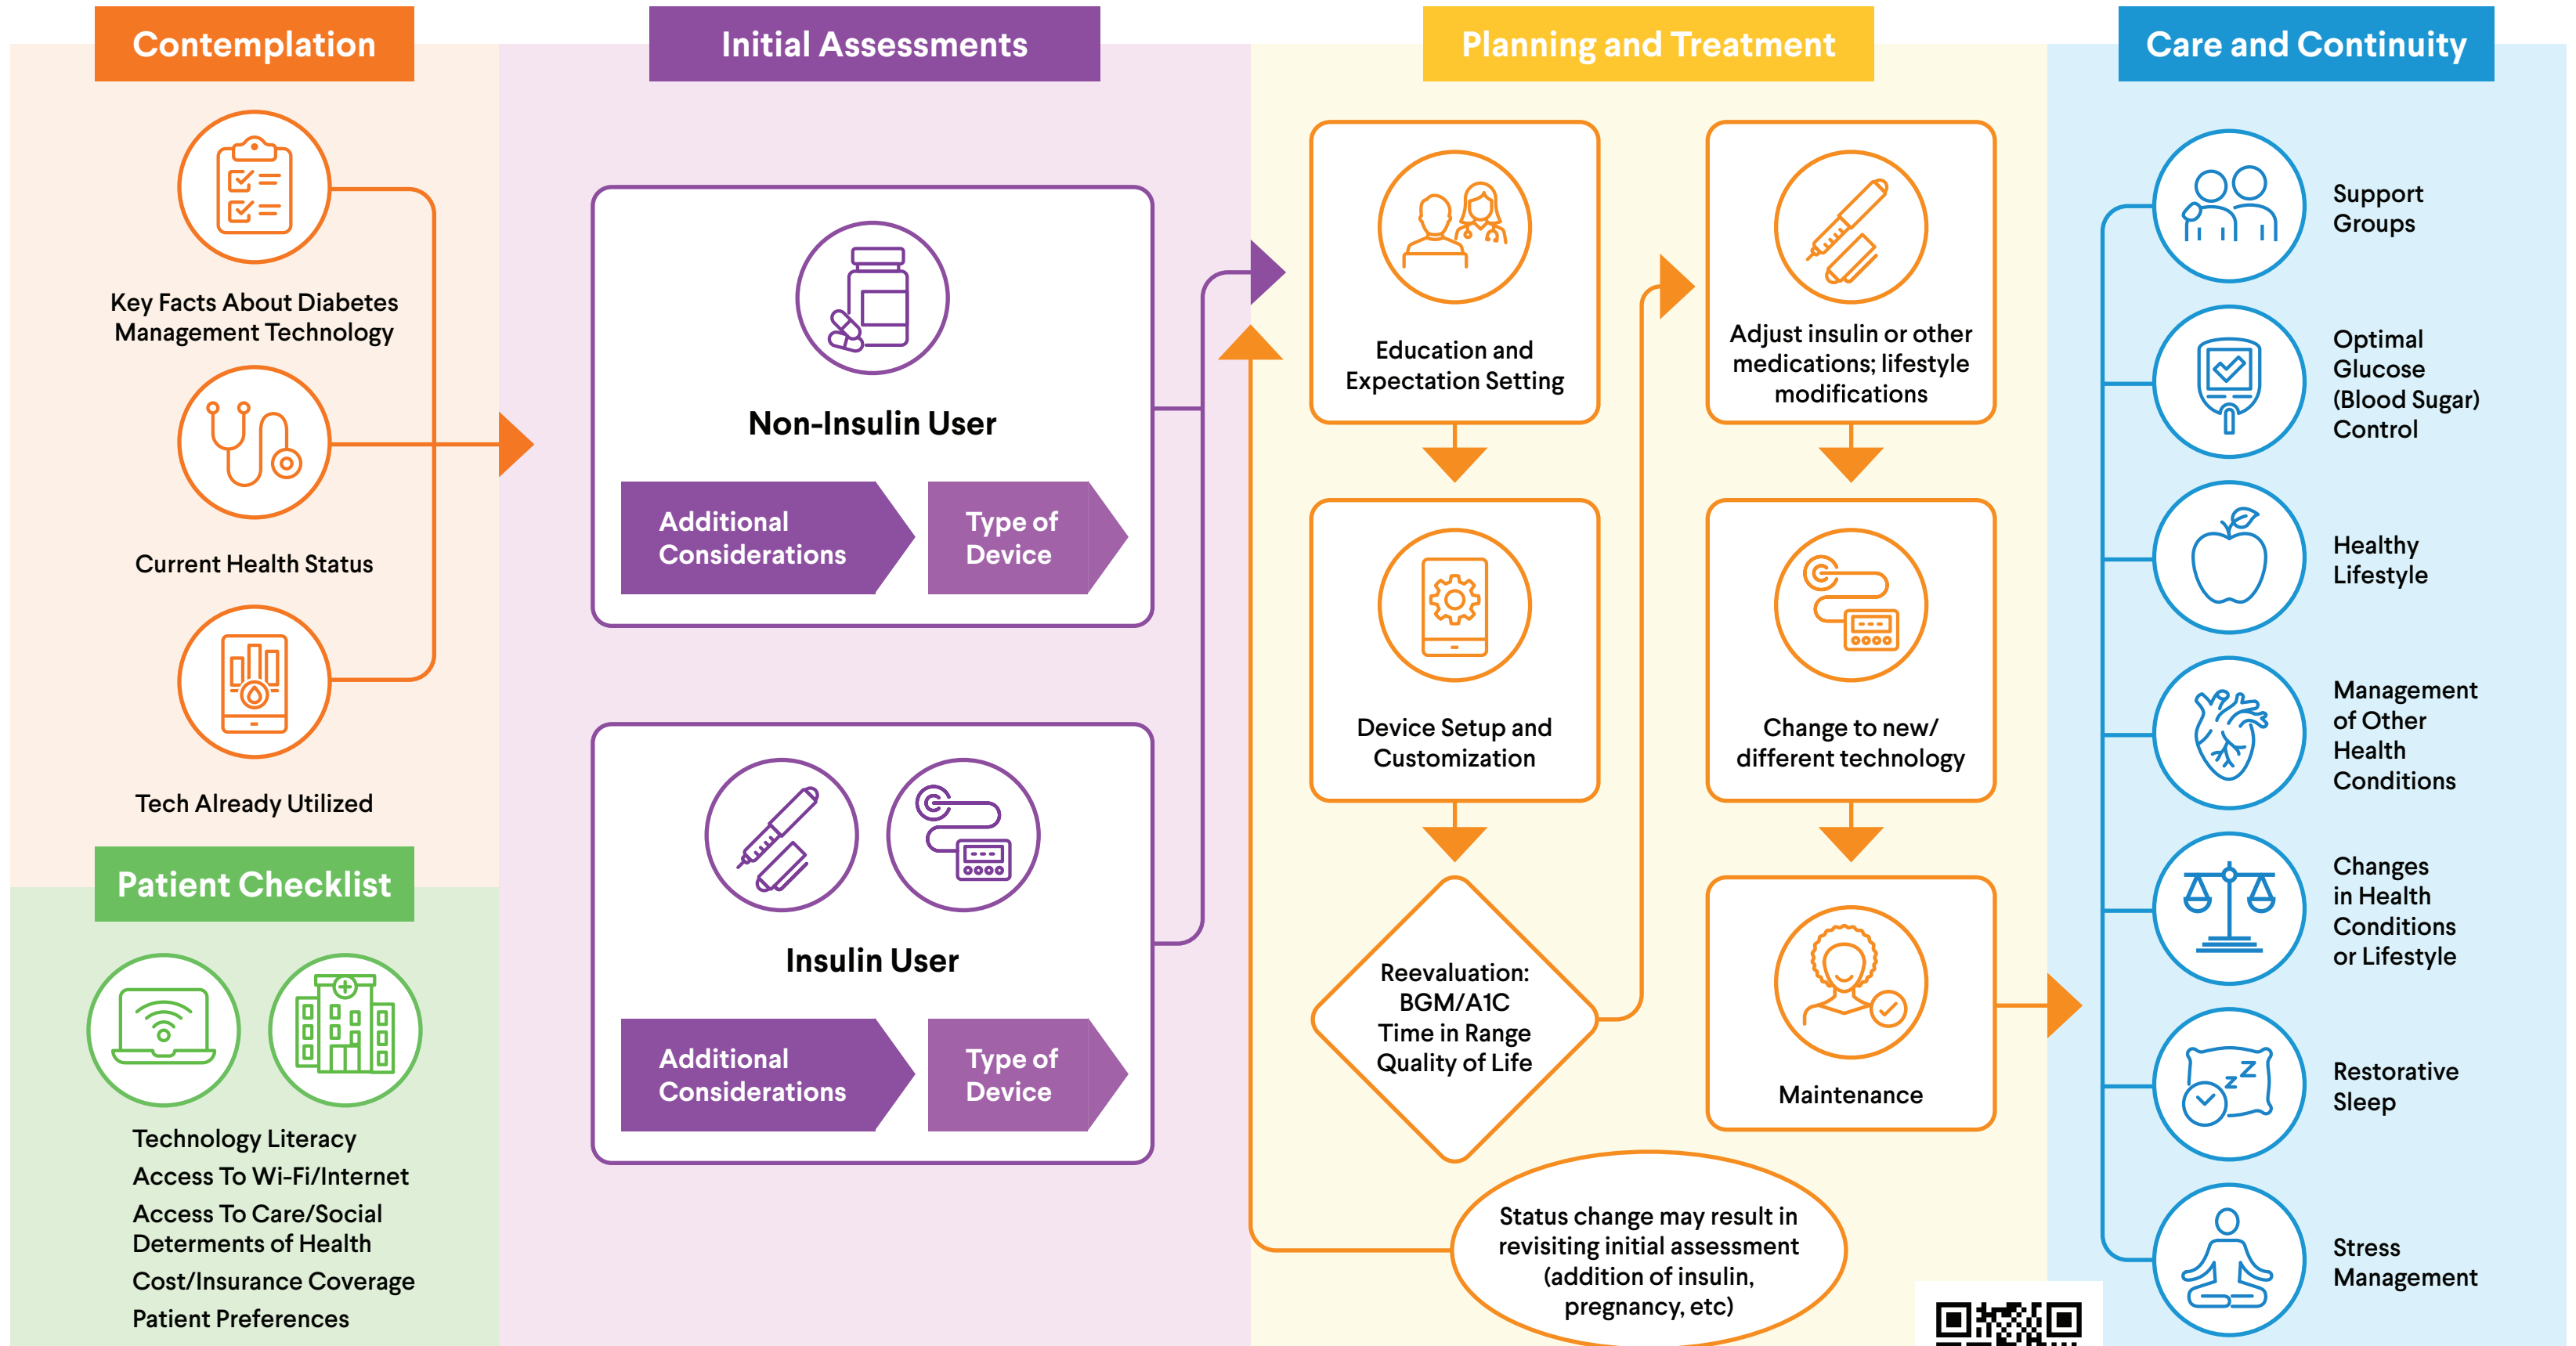 Contemplation
Key Facts About Diabetes
Management Technology
Current Health Status
Tech Already Utilized
Patient Checklist
Technology Literacy
Access To Wi-Fi/Internet
Access To Care/Social
Determents of Health
Cost/Insurance Coverage
Patient Preferences
Initial Assessments
Non-Insulin User
Additional
Considerations
Type of
Device
Insulin User
Additional
Considerations
Type of
Device
Planning and Treatment
Education and
Expectation Setting
Device Setup and
Customization
Reevaluation:
BGM/A1C
Time in Range
Quality of Life
Adjust insulin or other
medications; lifestyle
modifications
Change to new/
different technology
Maintenance
Status change may result in
revisiting initial assessment
(addition of insulin,
pregnancy, etc)
Care and Continuity
Support
Groups
Optimal
Glucose
(Blood Sugar)
Control
Healthy
Lifestyle
Management
of Other
Health
Conditions
Changes
in Health
Conditions
or Lifestyle
zZ
Restorative
Sleep
Stress
Management